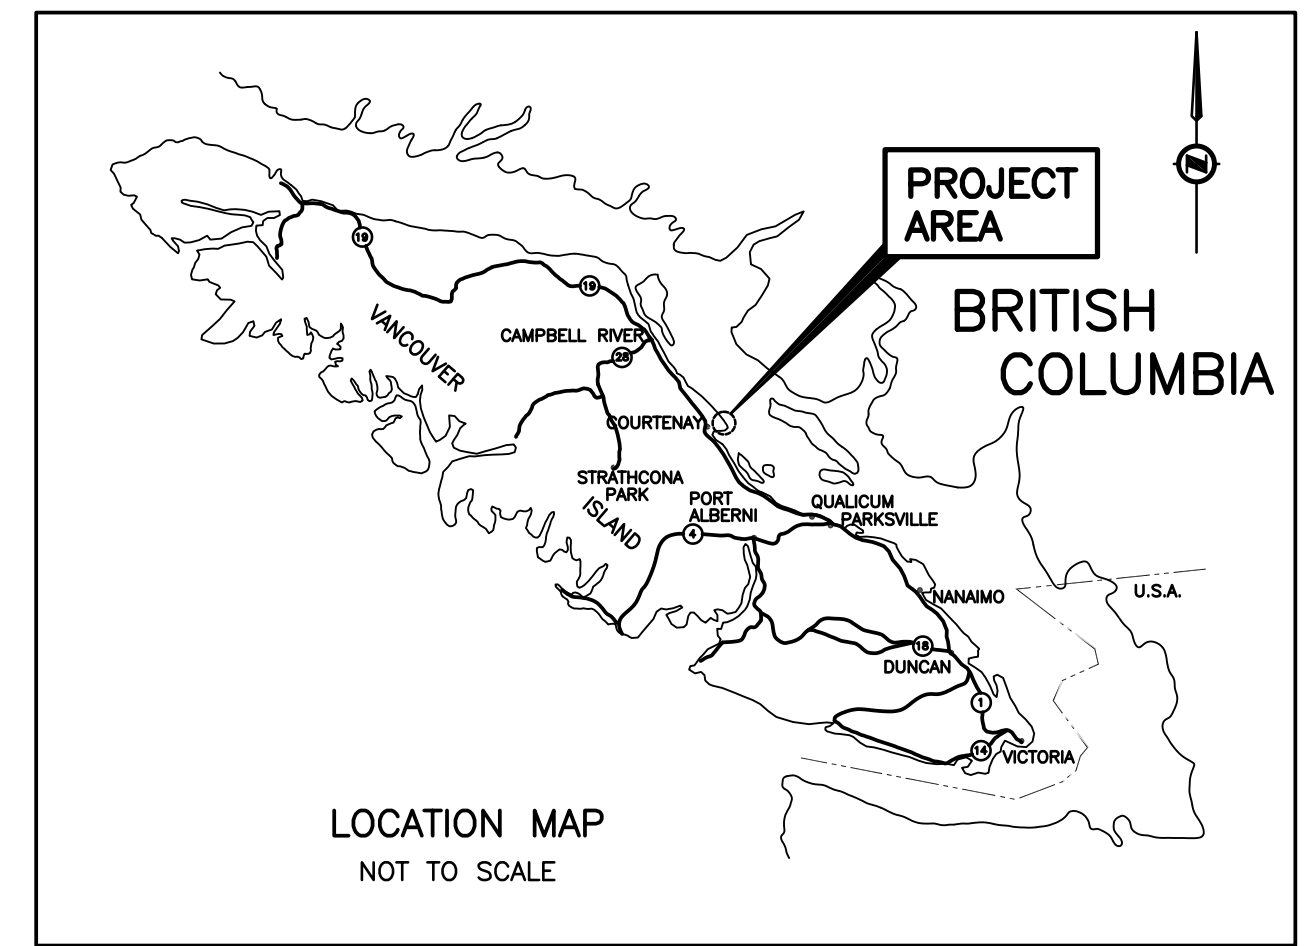 PROJECT
AREA
N
BRITISH
COLUMBIA
19
19
VANCOUVER
CAMPBELL RIVER
28
COURTENAY
STRATHCONA
PARK
ISLAND
PORT
ALBERNI
4
QUALICUM
PARKSVILLE
NANAIMO
U.S.A.
18
DUNCAN
1
14
VICTORIA
LOCATION MAP
NOT TO SCALE